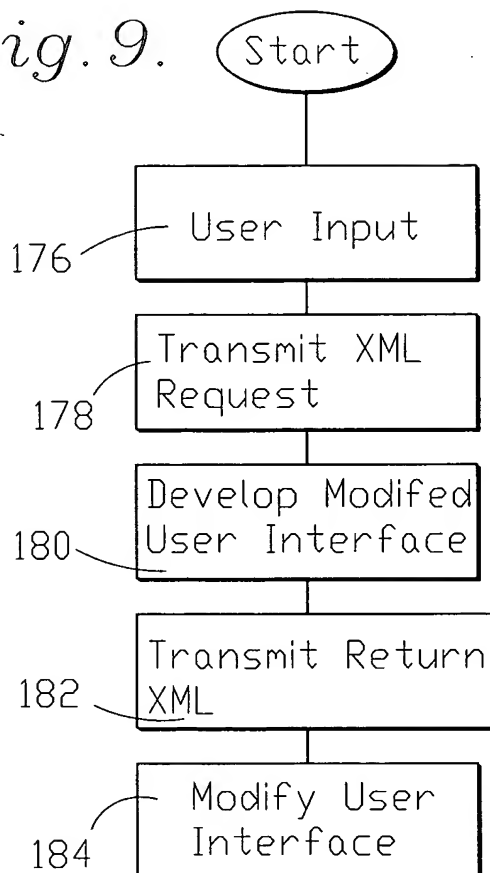 ig. 9.
Start
User Input
176
Transmit XML
Request
178
Develop Modifed
User Interface
180
Transmit Return
XML
182
Modify User
Interface
184